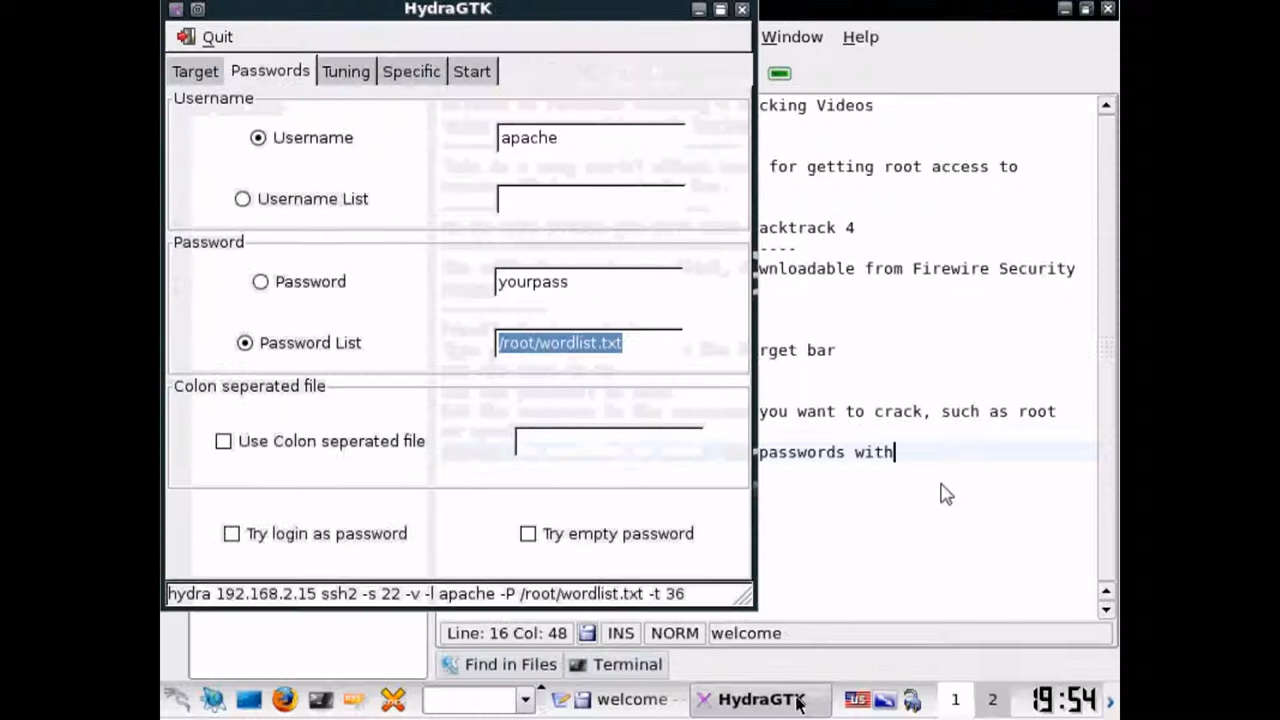 HydraGTK
Quit
Window Help
Target Passwords Tuning Specific Start
Username
Username apache
Username List
Password
Password yourpass
Password List /root/wordlist.txt
Colon seperated file
Use Colon seperated file
Try login as password Try empty password
hydra 192.168.2.15 ssh2 -s 22 -v -l apache -P /root/wordlist.txt -t 36
cking Videos
for getting root access to
acktrack 4
----
wnloadable from Firewire Security
rget bar
you want to crack, such as root
passwords with
Line: 16 Col: 48 INS NORM welcome
Find in Files Terminal
welcome - HydraGTK 1 2 19:54